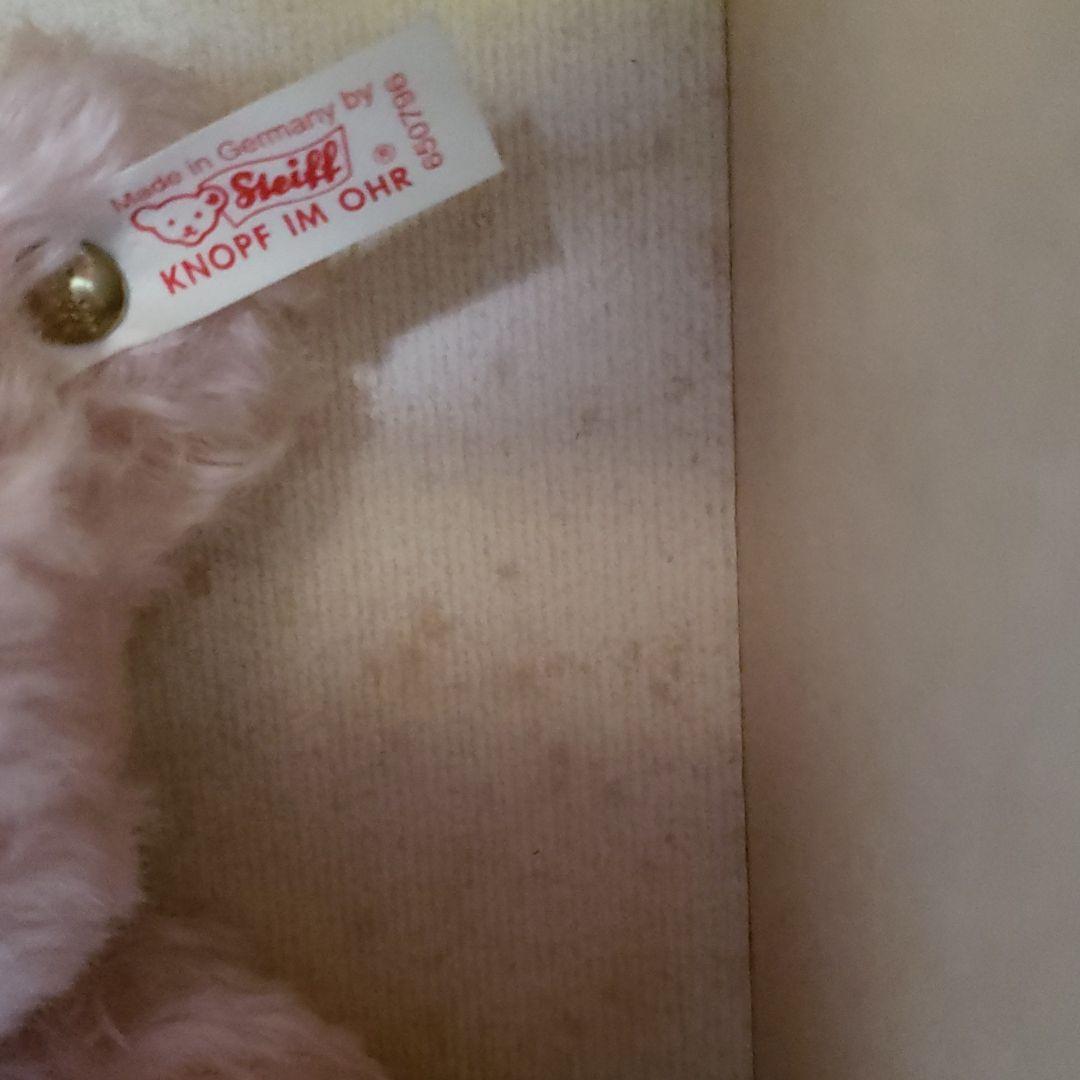 Made in Germany by
Steiff ®
KNOPF IM OHR
650796